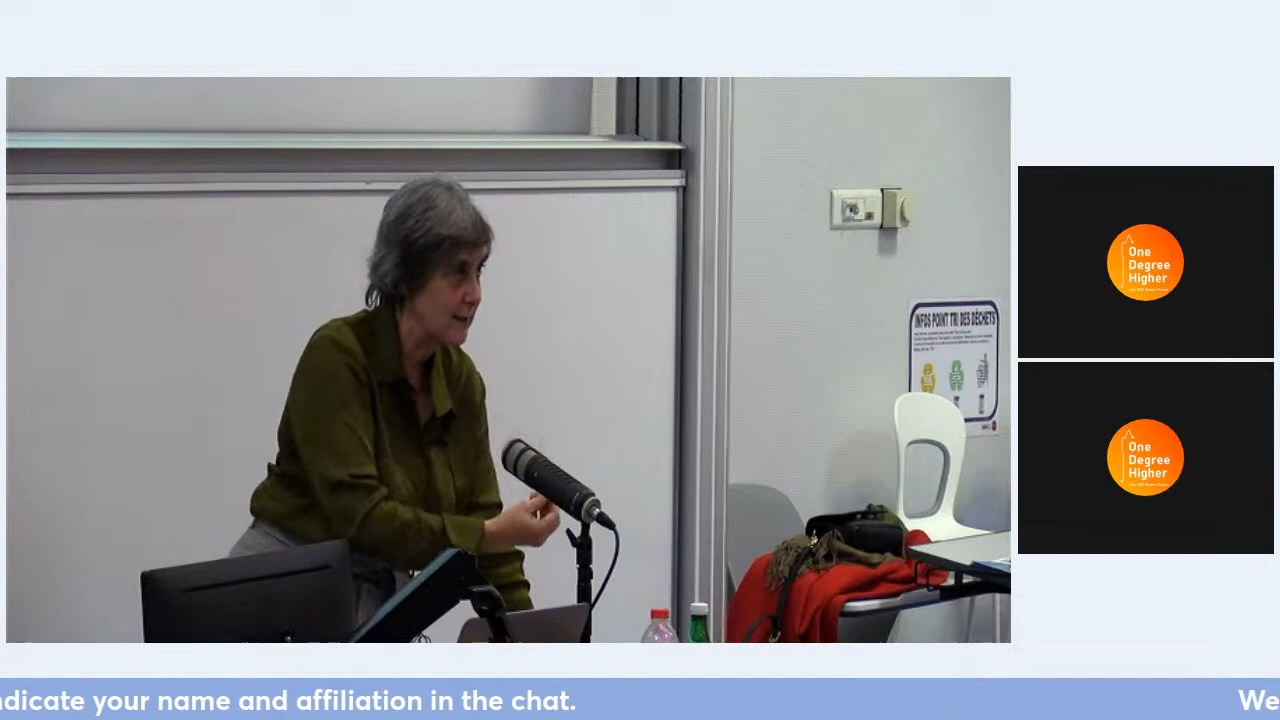 INFOS POINT TRI DES DÉCHETS
One
Degree
Higher
One
Degree
Higher
ndicate your name and affiliation in the chat.
We